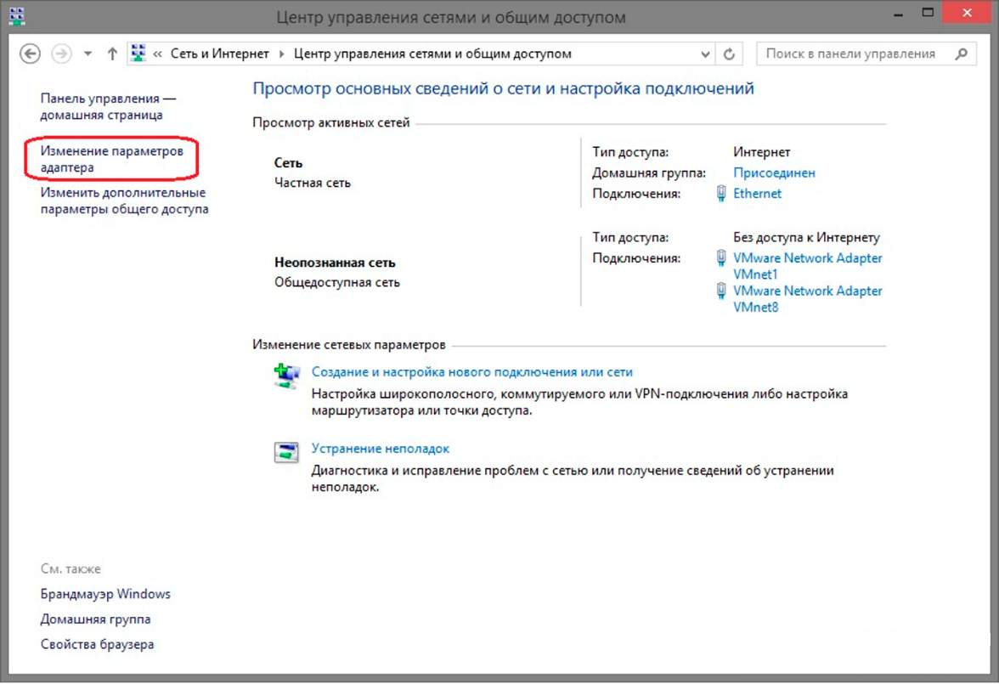 Центр управления сетями и общим доступом
« Сеть и Интернет Центр управления сетями и общим доступом
Поиск в панели управления
Панель управления —
домашняя страница
Изменение параметров
адаптера
Изменить дополнительные
параметры общего доступа
Просмотр основных сведений о сети и настройка подключений
Просмотр активных сетей
Сеть
Частная сеть
Тип доступа: Интернет
Домашняя группа: Присоединен
Подключения: Ethernet
Неопознанная сеть
Общедоступная сеть
Тип доступа: Без доступа к Интернету
Подключения: VMware Network Adapter
VMnet1
VMware Network Adapter
VMnet8
Изменение сетевых параметров
Создание и настройка нового подключения или сети
Настройка широкополосного, коммутируемого или VPN-подключения либо настройка
маршрутизатора или точки доступа.
Устранение неполадок
Диагностика и исправление проблем с сетью или получение сведений об устранении
неполадок.
См. также
Брандмауэр Windows
Домашняя группа
Свойства браузера